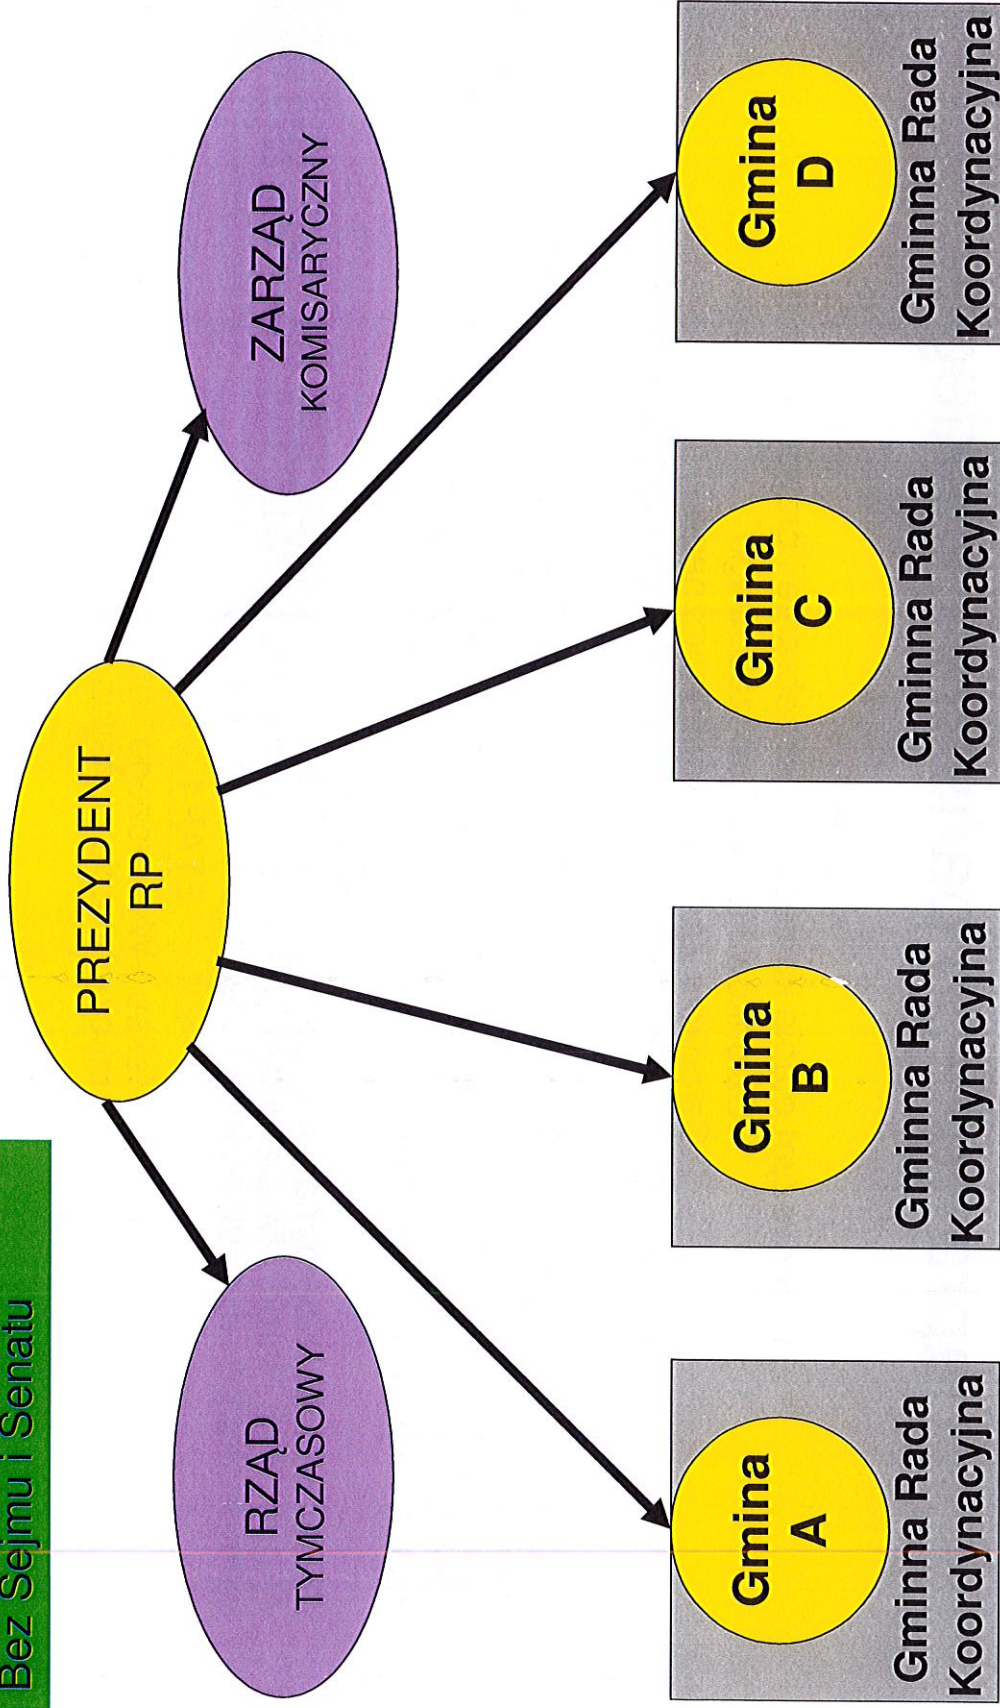 Bez Sejmu i Senatu
PREZYDENT
RP
RZĄD
TYMCZASOWY
ZARZĄD
KOMISARYCZNY
Gmina
A
Gminna Rada
Koordynacyjna
Gmina
B
Gminna Rada
Koordynacyjna
Gmina
C
Gminna Rada
Koordynacyjna
Gmina
D
Gminna Rada
Koordynacyjna